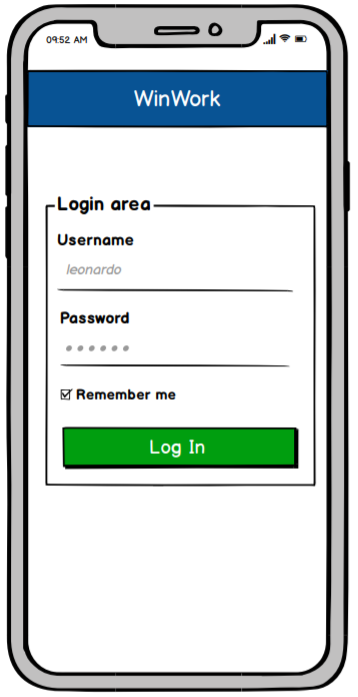 09:52 AM
WinWork
Login area
Username
leonardo
Password
Remember me
Log In